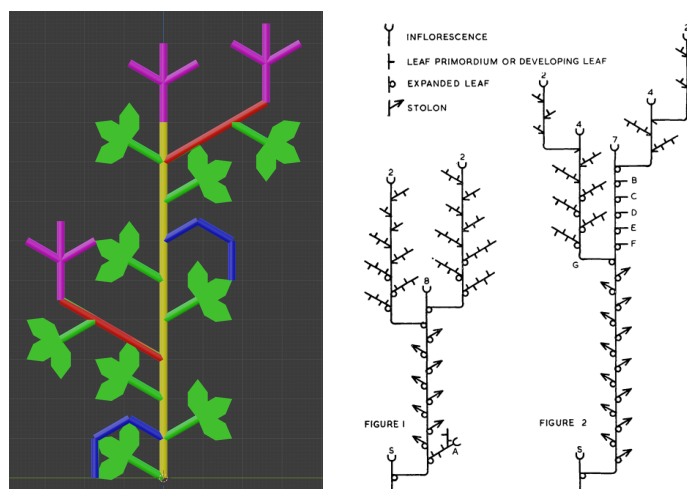 INFLORESCENCE
LEAF PRIMORDIUM OR DEVELOPING LEAF
EXPANDED LEAF
STOLON
2
2
4
4
7
B
C
D
E
F
G
2
2
8
FIGURE 1
A
S
FIGURE 2
S